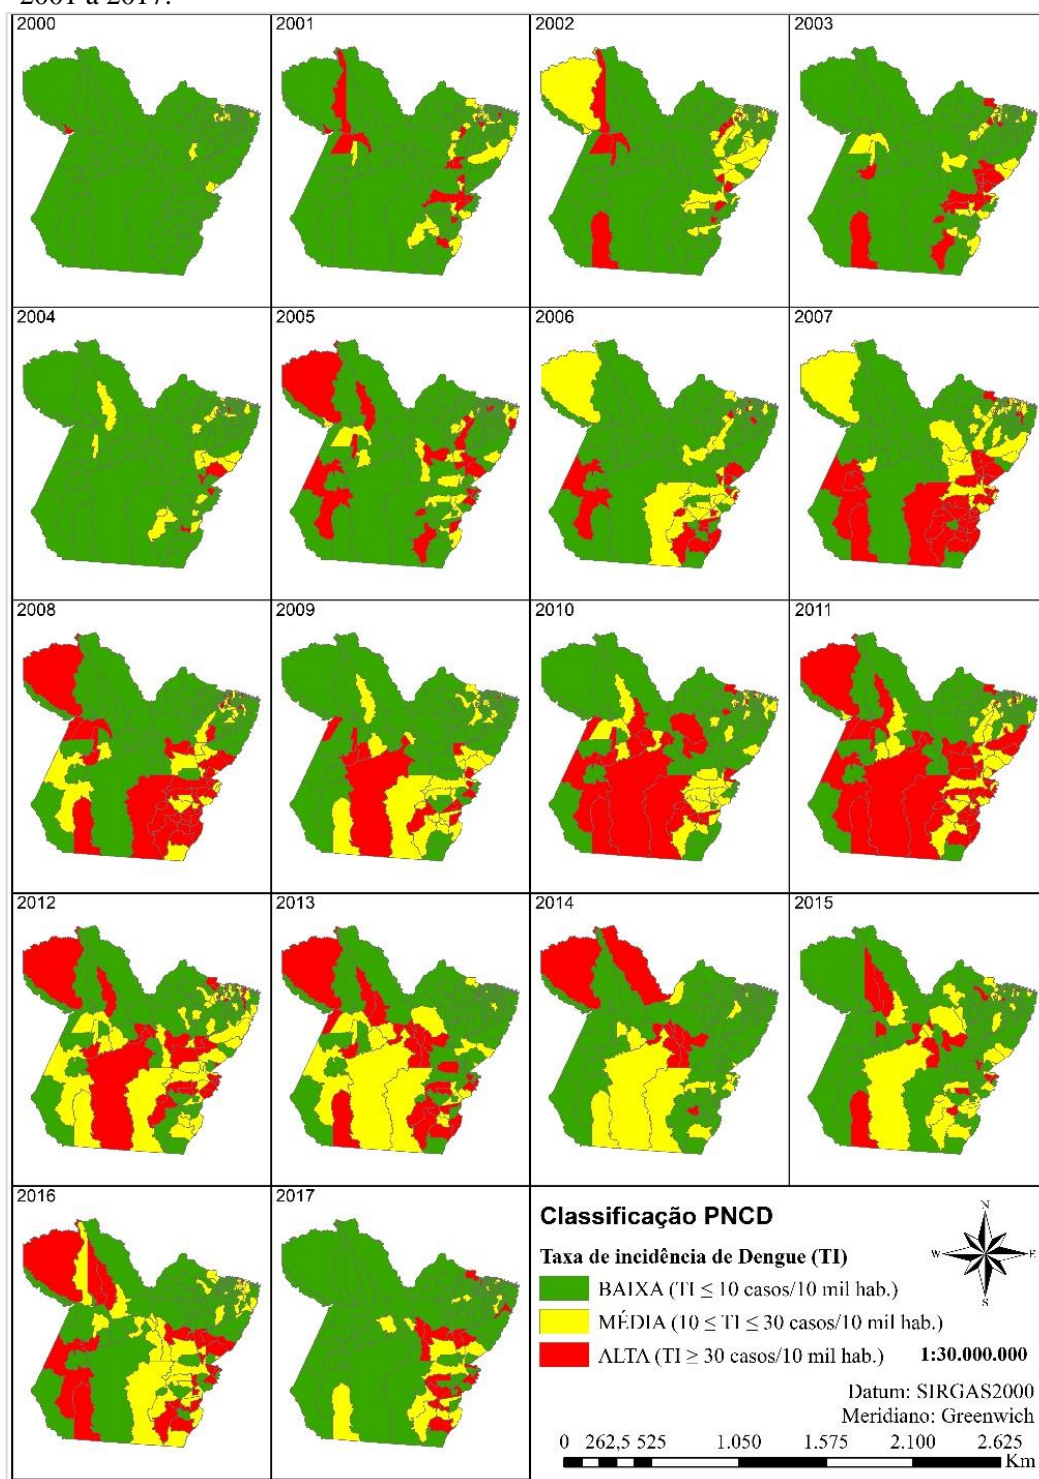 2001 a 2017.
2000
2001
2002
2003
2004
2005
2006
2007
2008
2009
2010
2011
2012
2013
2014
2015
2016
2017
Classificação PNCD
Taxa de incidência de Dengue (TI)
BAIXA (TI ≤ 10 casos/10 mil hab.)
MÉDIA (10 ≤ TI ≤ 30 casos/10 mil hab.)
ALTA (TI ≥ 30 casos/10 mil hab.)
N
W
E
S
1:30.000.000
Datum: SIRGAS2000
Meridiano: Greenwich
0 262,5 525 1.050 1.575 2.100 2.625
Km